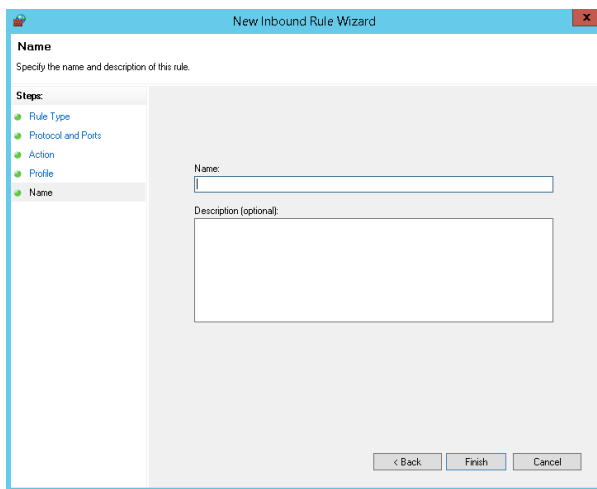 New Inbound Rule Wizard
x
Name
Specify the name and description of this rule.
Steps:
Rule Type
Protocol and Ports
Action
Profile
Name
Name:
Description (optional):
< Back
Finish
Cancel